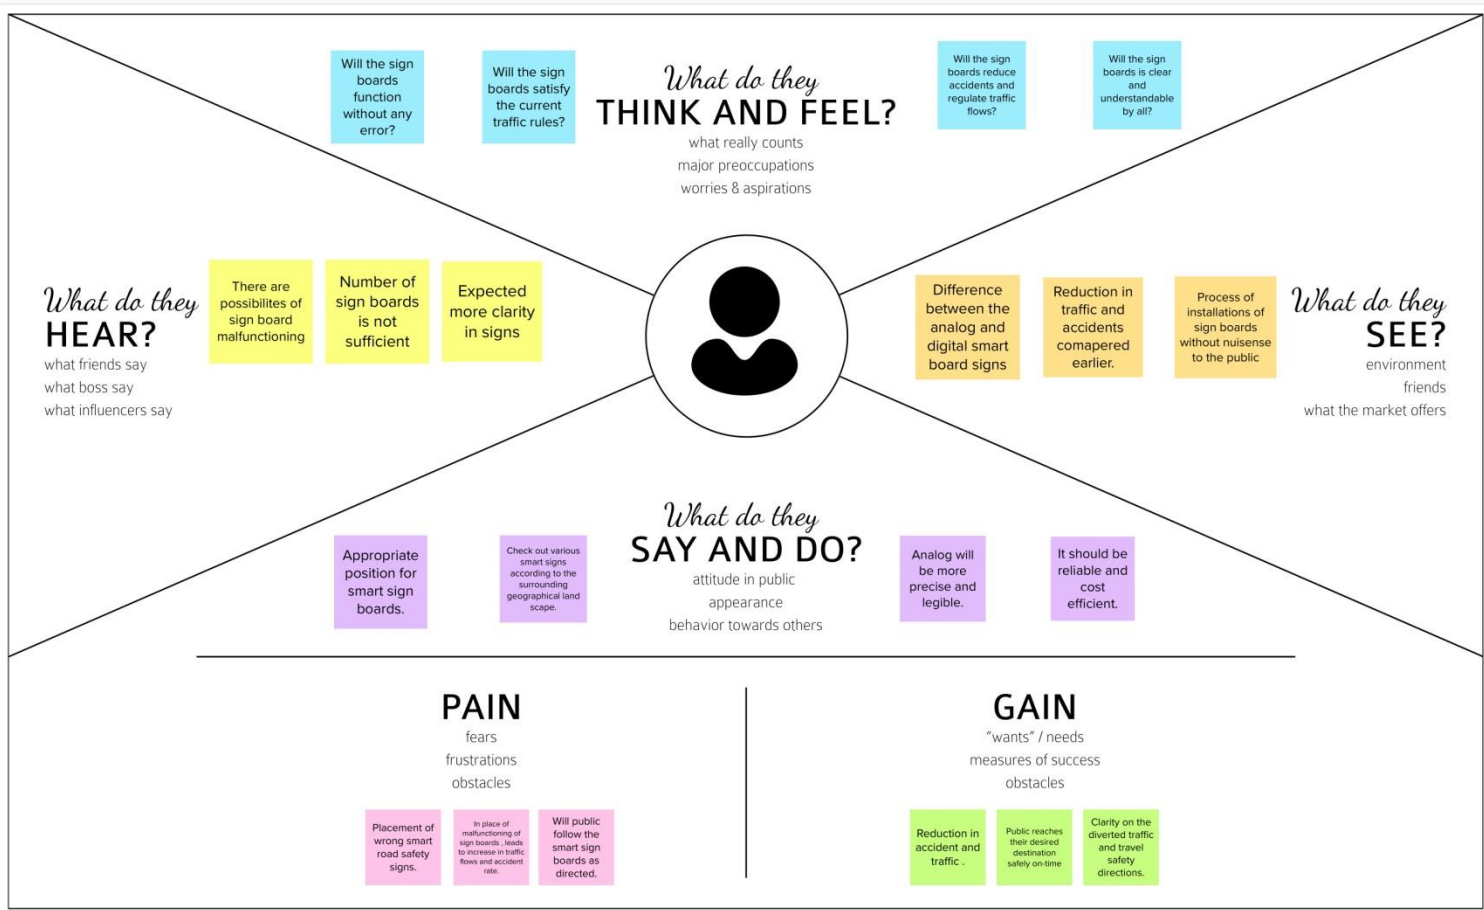 What do they
THINK AND FEEL?
what really counts
major preoccupations
worries & aspirations
Will the sign
boards
function
without any
error?
Will the sign
boards satisfy
the current
traffic rules?
Will the sign
boards reduce
accidents and
regulate traffic
flows?
Will the sign
boards is clear
and
understandable
by all?
What do they
HEAR?
what friends say
what boss say
what influencers say
There are
possibilites of
sign board
malfunctioning
Number of
sign boards
is not
sufficient
Expected
more clarity
in signs
Difference
between the
analog and
digital smart
board signs
Reduction in
traffic and
accidents
comapered
earlier.
Process of
installations of
sign boards
without nuisense
to the public
What do they
SEE?
environment
friends
what the market offers
What do they
SAY AND DO?
attitude in public
appearance
behavior towards others
Appropriate
position for
smart sign
boards.
Check out various
smart signs
according to the
surrounding
geographical land
scape.
Analog will
be more
precise and
legible.
It should be
reliable and
cost
efficient.
PAIN
fears
frustrations
obstacles
Placement of
wrong smart
road safety
signs.
In place of
malfunctioning of
sign boards , leads
to increase in traffic
flows and accident
rate.
Will public
follow the
smart sign
boards as
directed.
GAIN
“wants” / needs
measures of success
obstacles
Reduction in
accident and
traffic .
Public reaches
their desired
destination
safely on-time
Clarity on the
diverted traffic
and travel
safety
directions.